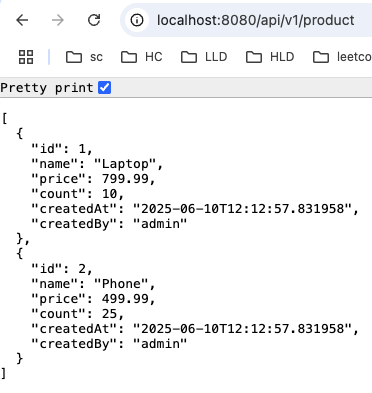 localhost:8080/api/v1/product
sc HC LLD HLD leetco
Pretty print
[
  {
    "id": 1,
    "name": "Laptop",
    "price": 799.99,
    "count": 10,
    "createdAt": "2025-06-10T12:12:57.831958",
    "createdBy": "admin"
  },
  {
    "id": 2,
    "name": "Phone",
    "price": 499.99,
    "count": 25,
    "createdAt": "2025-06-10T12:12:57.831958",
    "createdBy": "admin"
  }
]